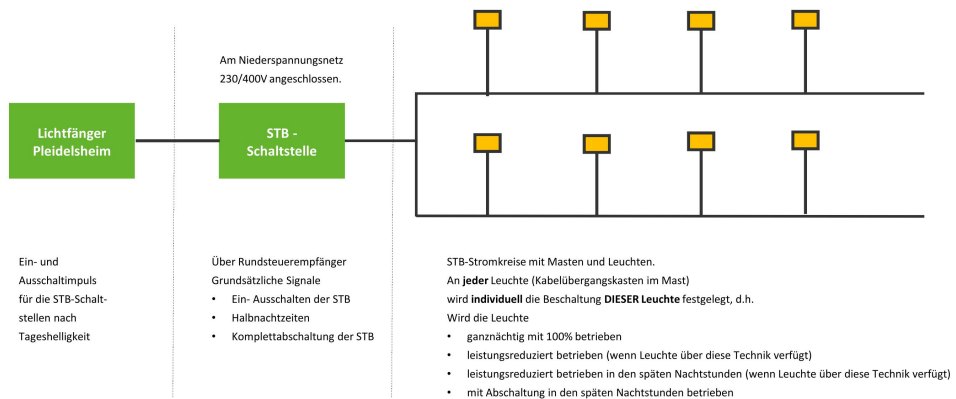 Am Niederspannungsnetz
230/400V angeschlossen.
Lichtfänger
Pleidelsheim
STB -
Schaltstelle
Ein- und
Ausschaltimpuls
für die STB-Schalt-
stellen nach
Tageshelligkeit
Über Rundsteuerempfänger
Grundsätzliche Signale
• Ein- Ausschalten der STB
• Halbnachtzeiten
• Komplettabschaltung der STB
STB-Stromkreise mit Masten und Leuchten.
An jeder Leuchte (Kabelübergangskasten im Mast)
wird individuell die Beschaltung DIESER Leuchte festgelegt, d.h.
Wird die Leuchte
• ganznächtig mit 100% betrieben
• leistungsreduziert betrieben (wenn Leuchte über diese Technik verfügt)
• leistungsreduziert betrieben in den späten Nachtstunden (wenn Leuchte über diese Technik verfügt)
• mit Abschaltung in den späten Nachtstunden betrieben